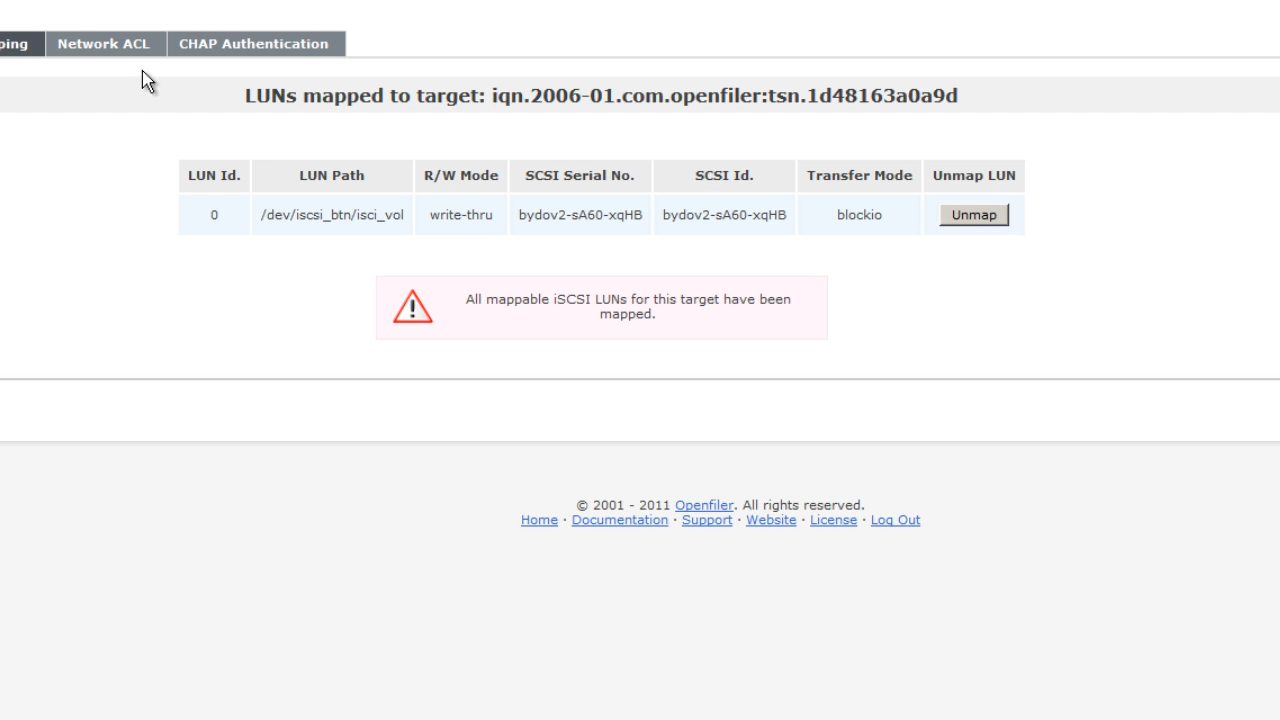 ping Network ACL CHAP Authentication
LUNs mapped to target: iqn.2006-01.com.openfiler:tsn.1d48163a0a9d
LUN Id. LUN Path R/W Mode SCSI Serial No. SCSI Id. Transfer Mode Unmap LUN
0 /dev/iscsi_btn/isci_vol write-thru bydov2-sA60-xqHB bydov2-sA60-xqHB blockio Unmap
All mappable iSCSI LUNs for this target have been
mapped.
© 2001 - 2011 Openfiler. All rights reserved.
Home · Documentation · Support · Website · License · Log Out